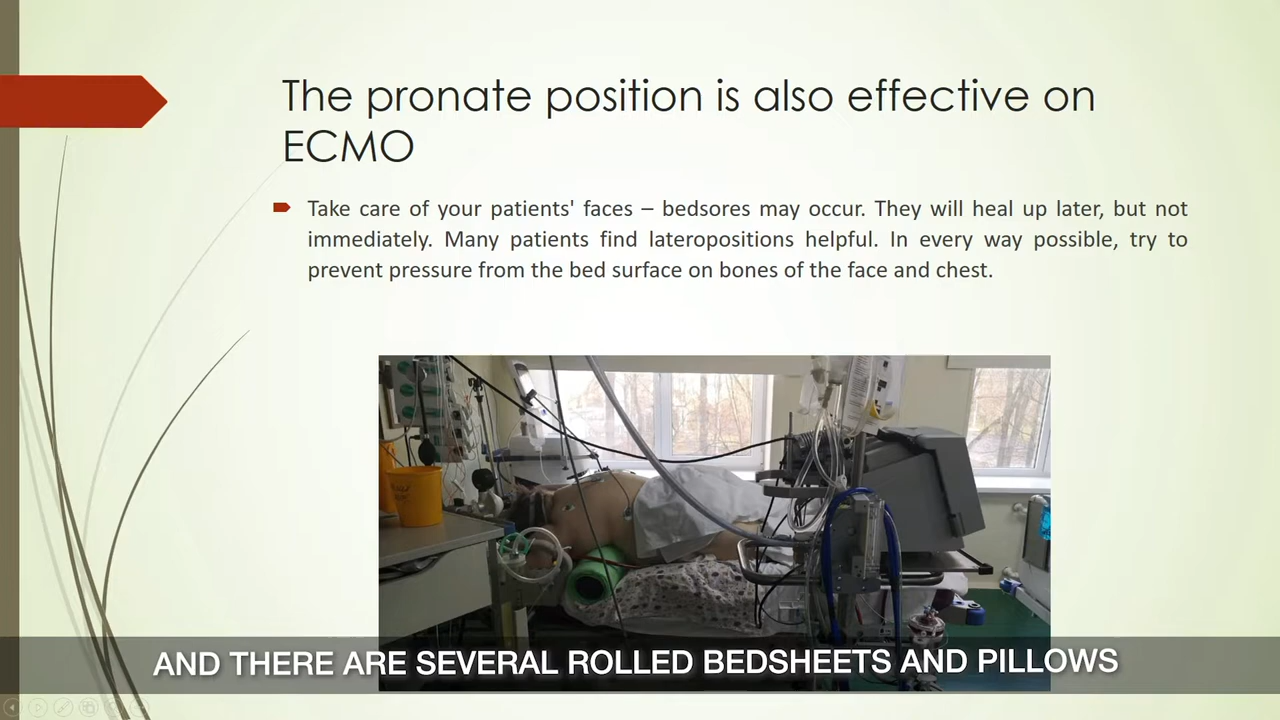 The pronate position is also effective on
ECMO
Take care of your patients' faces – bedsores may occur. They will heal up later, but not
immediately. Many patients find lateropositions helpful. In every way possible, try to
prevent pressure from the bed surface on bones of the face and chest.
AND THERE ARE SEVERAL ROLLED BEDSHEETS AND PILLOWS